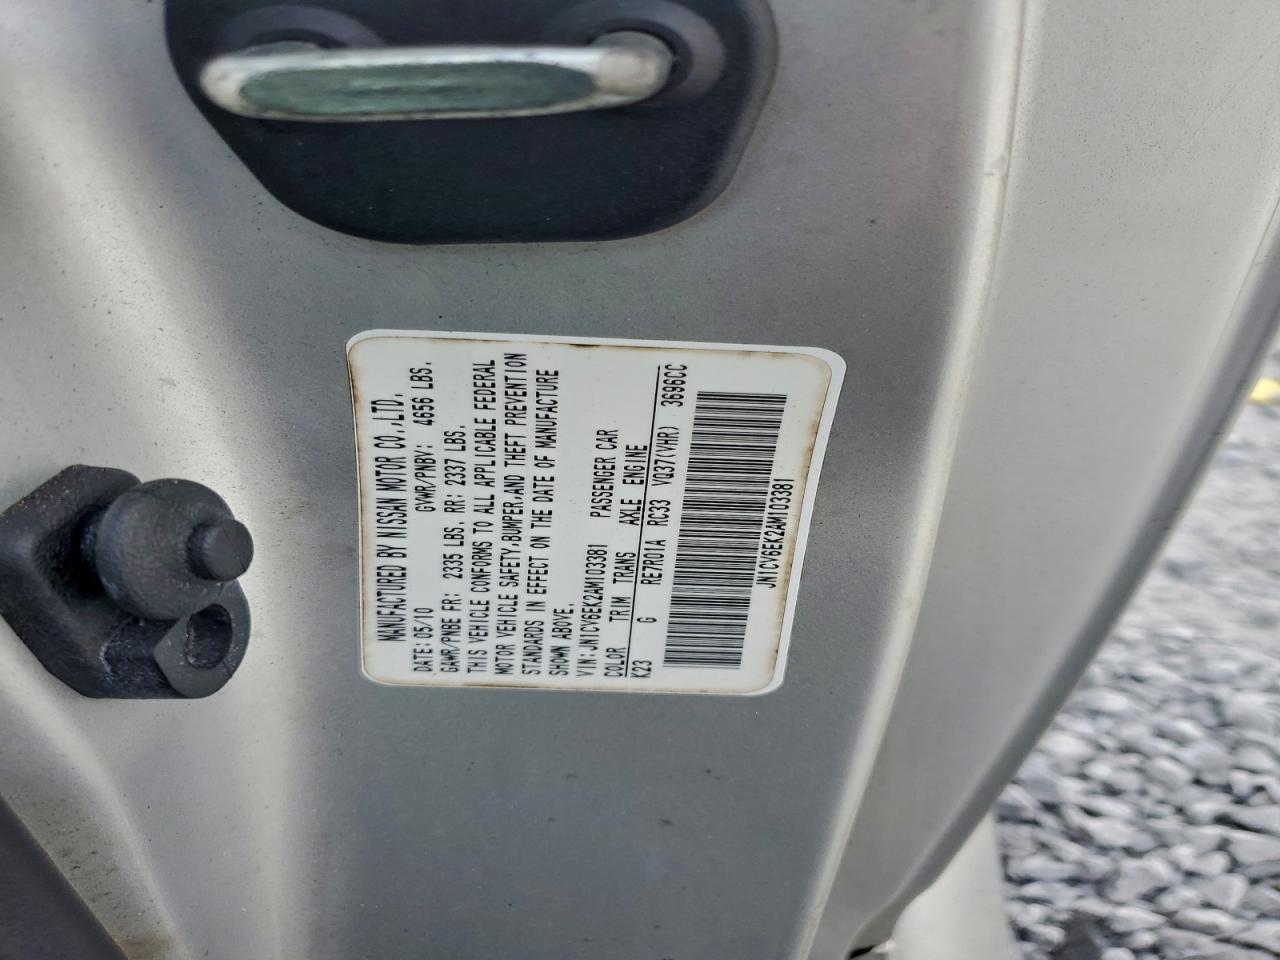 MANUFACTURED BY NISSAN MOTOR CO.,LTD.
DATE:05/10 GVWR/PNBV: 4656 LBS.
GAWR/PNBE FR: 2335 LBS. RR: 2337 LBS.
THIS VEHICLE CONFORMS TO ALL APPLICABLE FEDERAL
MOTOR VEHICLE SAFETY,BUMPER,AND THEFT PREVENTION
STANDARDS IN EFFECT ON THE DATE OF MANUFACTURE
SHOWN ABOVE.
VIN:JN1CV6EK2AM103381 PASSENGER CAR
COLOR TRIM TRANS AXLE ENGINE
K23 G RE7R01A RC33 VQ37(VHR) 3696CC
JN1CV6EK2AM103381